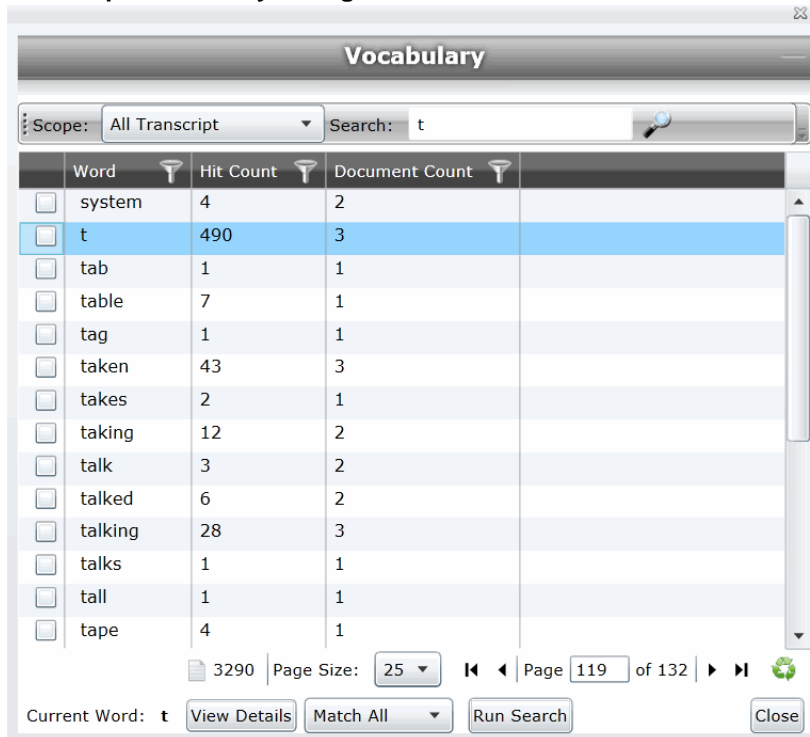 Vocabulary
Scope: All Transcript Search: t
Word Hit Count Document Count
system 4 2
t 490 3
tab 1 1
table 7 1
tag 1 1
taken 43 3
takes 2 1
taking 12 2
talk 3 2
talked 6 2
talking 28 3
talks 1 1
tall 1 1
tape 4 1
3290 Page Size: 25 Page 119 of 132
Current Word: t View Details Match All Run Search Close